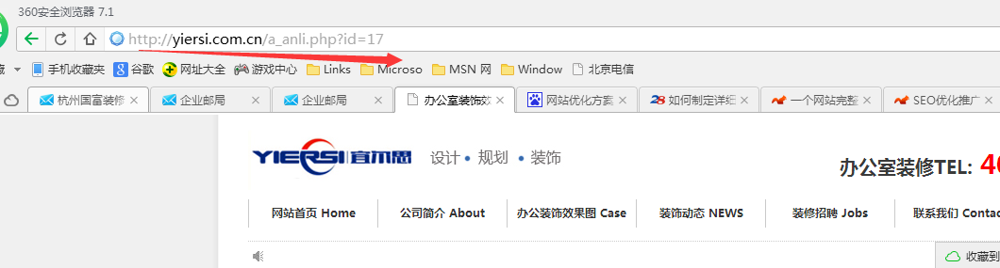 360安全浏览器 7.1
http://yiersi.com.cn/a_anli.php?id=17
藏 手机收藏夹 谷歌 网址大全 游戏中心 Links Microso MSN 网 Window 北京电信
杭州国富装修 企业邮局 企业邮局 办公室装饰效 网站优化方案 28 如何制定详细 一个网站完整 SEO优化推广
YIERSI 宜尔思 设计 • 规划 • 装饰
办公室装修TEL: 40
网站首页 Home 公司简介 About 办公装饰效果图 Case 装饰动态 NEWS 装修招聘 Jobs 联系我们 Contac
收藏到